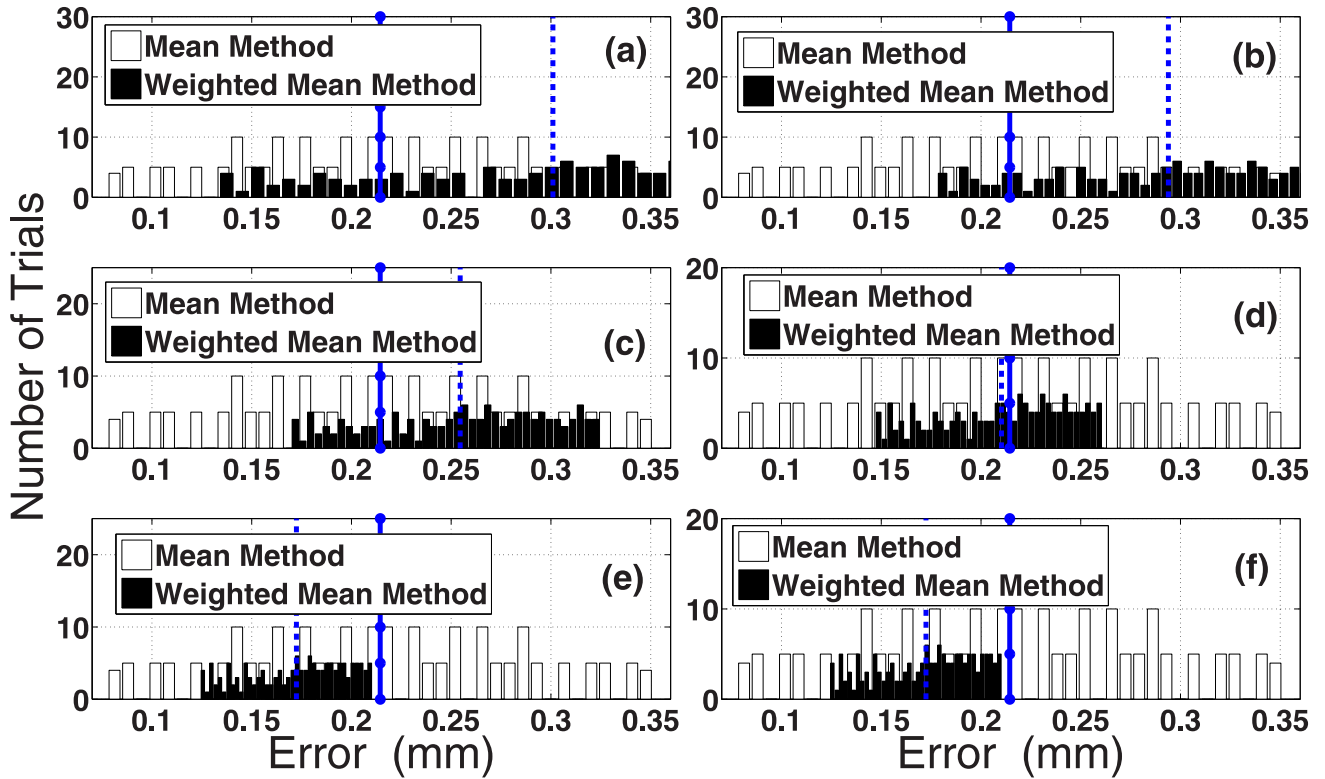 Number of Trials
30
20
10
0
Mean Method
Weighted Mean Method
(a)
0.1 0.15 0.2 0.25 0.3 0.35
30
20
10
0
Mean Method
Weighted Mean Method
(b)
0.1 0.15 0.2 0.25 0.3 0.35
20
10
0
Mean Method
Weighted Mean Method
(c)
0.1 0.15 0.2 0.25 0.3 0.35
20
10
0
Mean Method
Weighted Mean Method
(d)
0.1 0.15 0.2 0.25 0.3 0.35
20
10
0
Mean Method
Weighted Mean Method
(e)
0.1 0.15 0.2 0.25 0.3 0.35
Error (mm)
20
10
0
Mean Method
Weighted Mean Method
(f)
0.1 0.15 0.2 0.25 0.3 0.35
Error (mm)